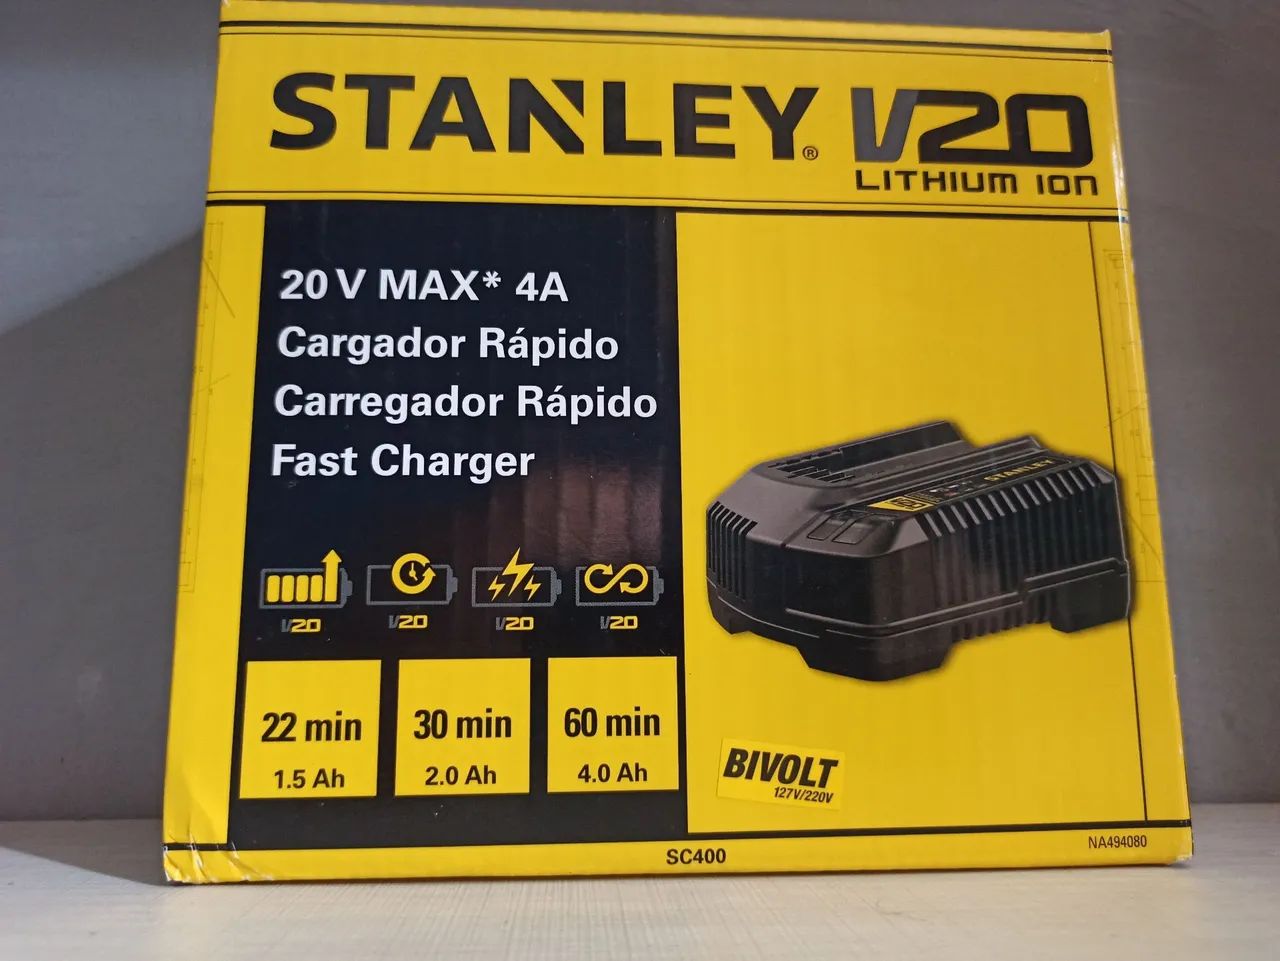 STANLEY® V20
LITHIUM ION
20 V MAX* 4A
Cargador Rápido
Carregador Rápido
Fast Charger
V20 V20 V20 V20
22 min 30 min 60 min
1.5 Ah 2.0 Ah 4.0 Ah
STANLEY
BIVOLT
127V/220V
SC400
NA494080